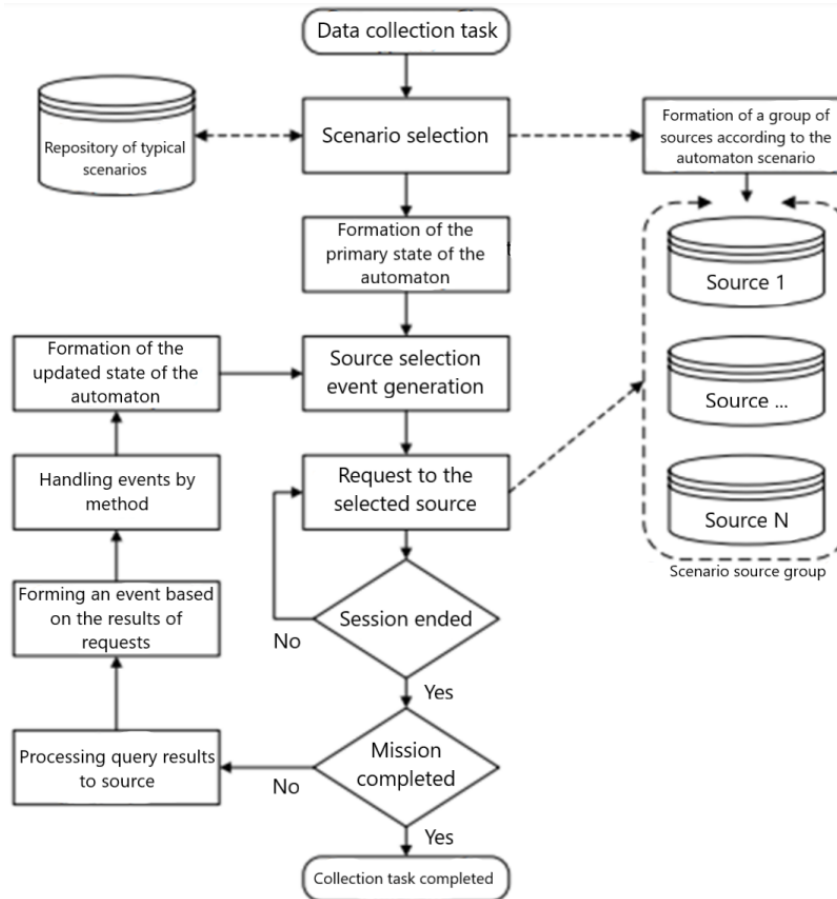 Data collection task
Repository of typical
scenarios
Scenario selection
Formation of a group of
sources according to the
automaton scenario
Formation of the
primary state of the
automaton
Source 1
Formation of the
updated state of the
automaton
Source selection
event generation
Source ...
Handling events by
method
Request to the
selected source
Source N
Scenario source group
Forming an event based
on the results of
requests
Session ended
No
Yes
Processing query results
to source
Mission
completed
No
Yes
Collection task completed